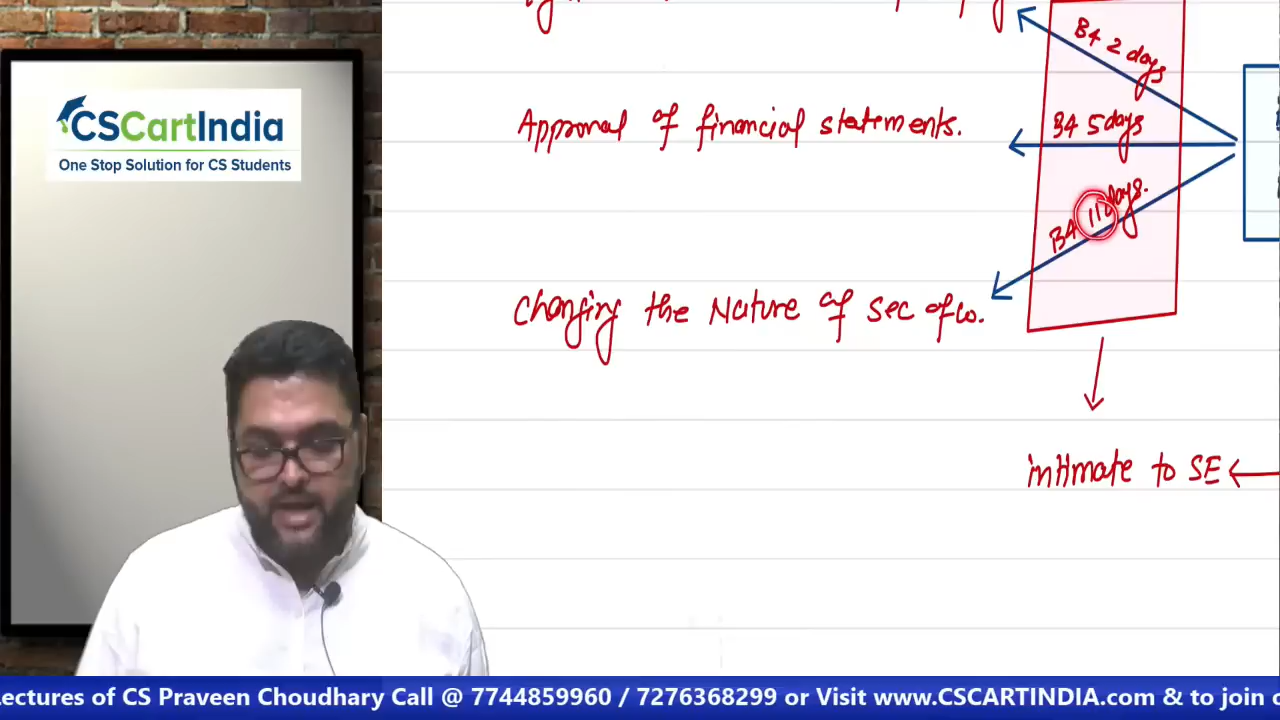 CSCartIndia
One Stop Solution for CS Students
B4 2 days
Approval of financial statements.
B4 5 days
B4 11 days.
Changing the Nature of Sec of co.
intimate to SE
ectures of CS Praveen Choudhary Call @ 7744859960 / 7276368299 or Visit www.CSCARTINDIA.com & to join